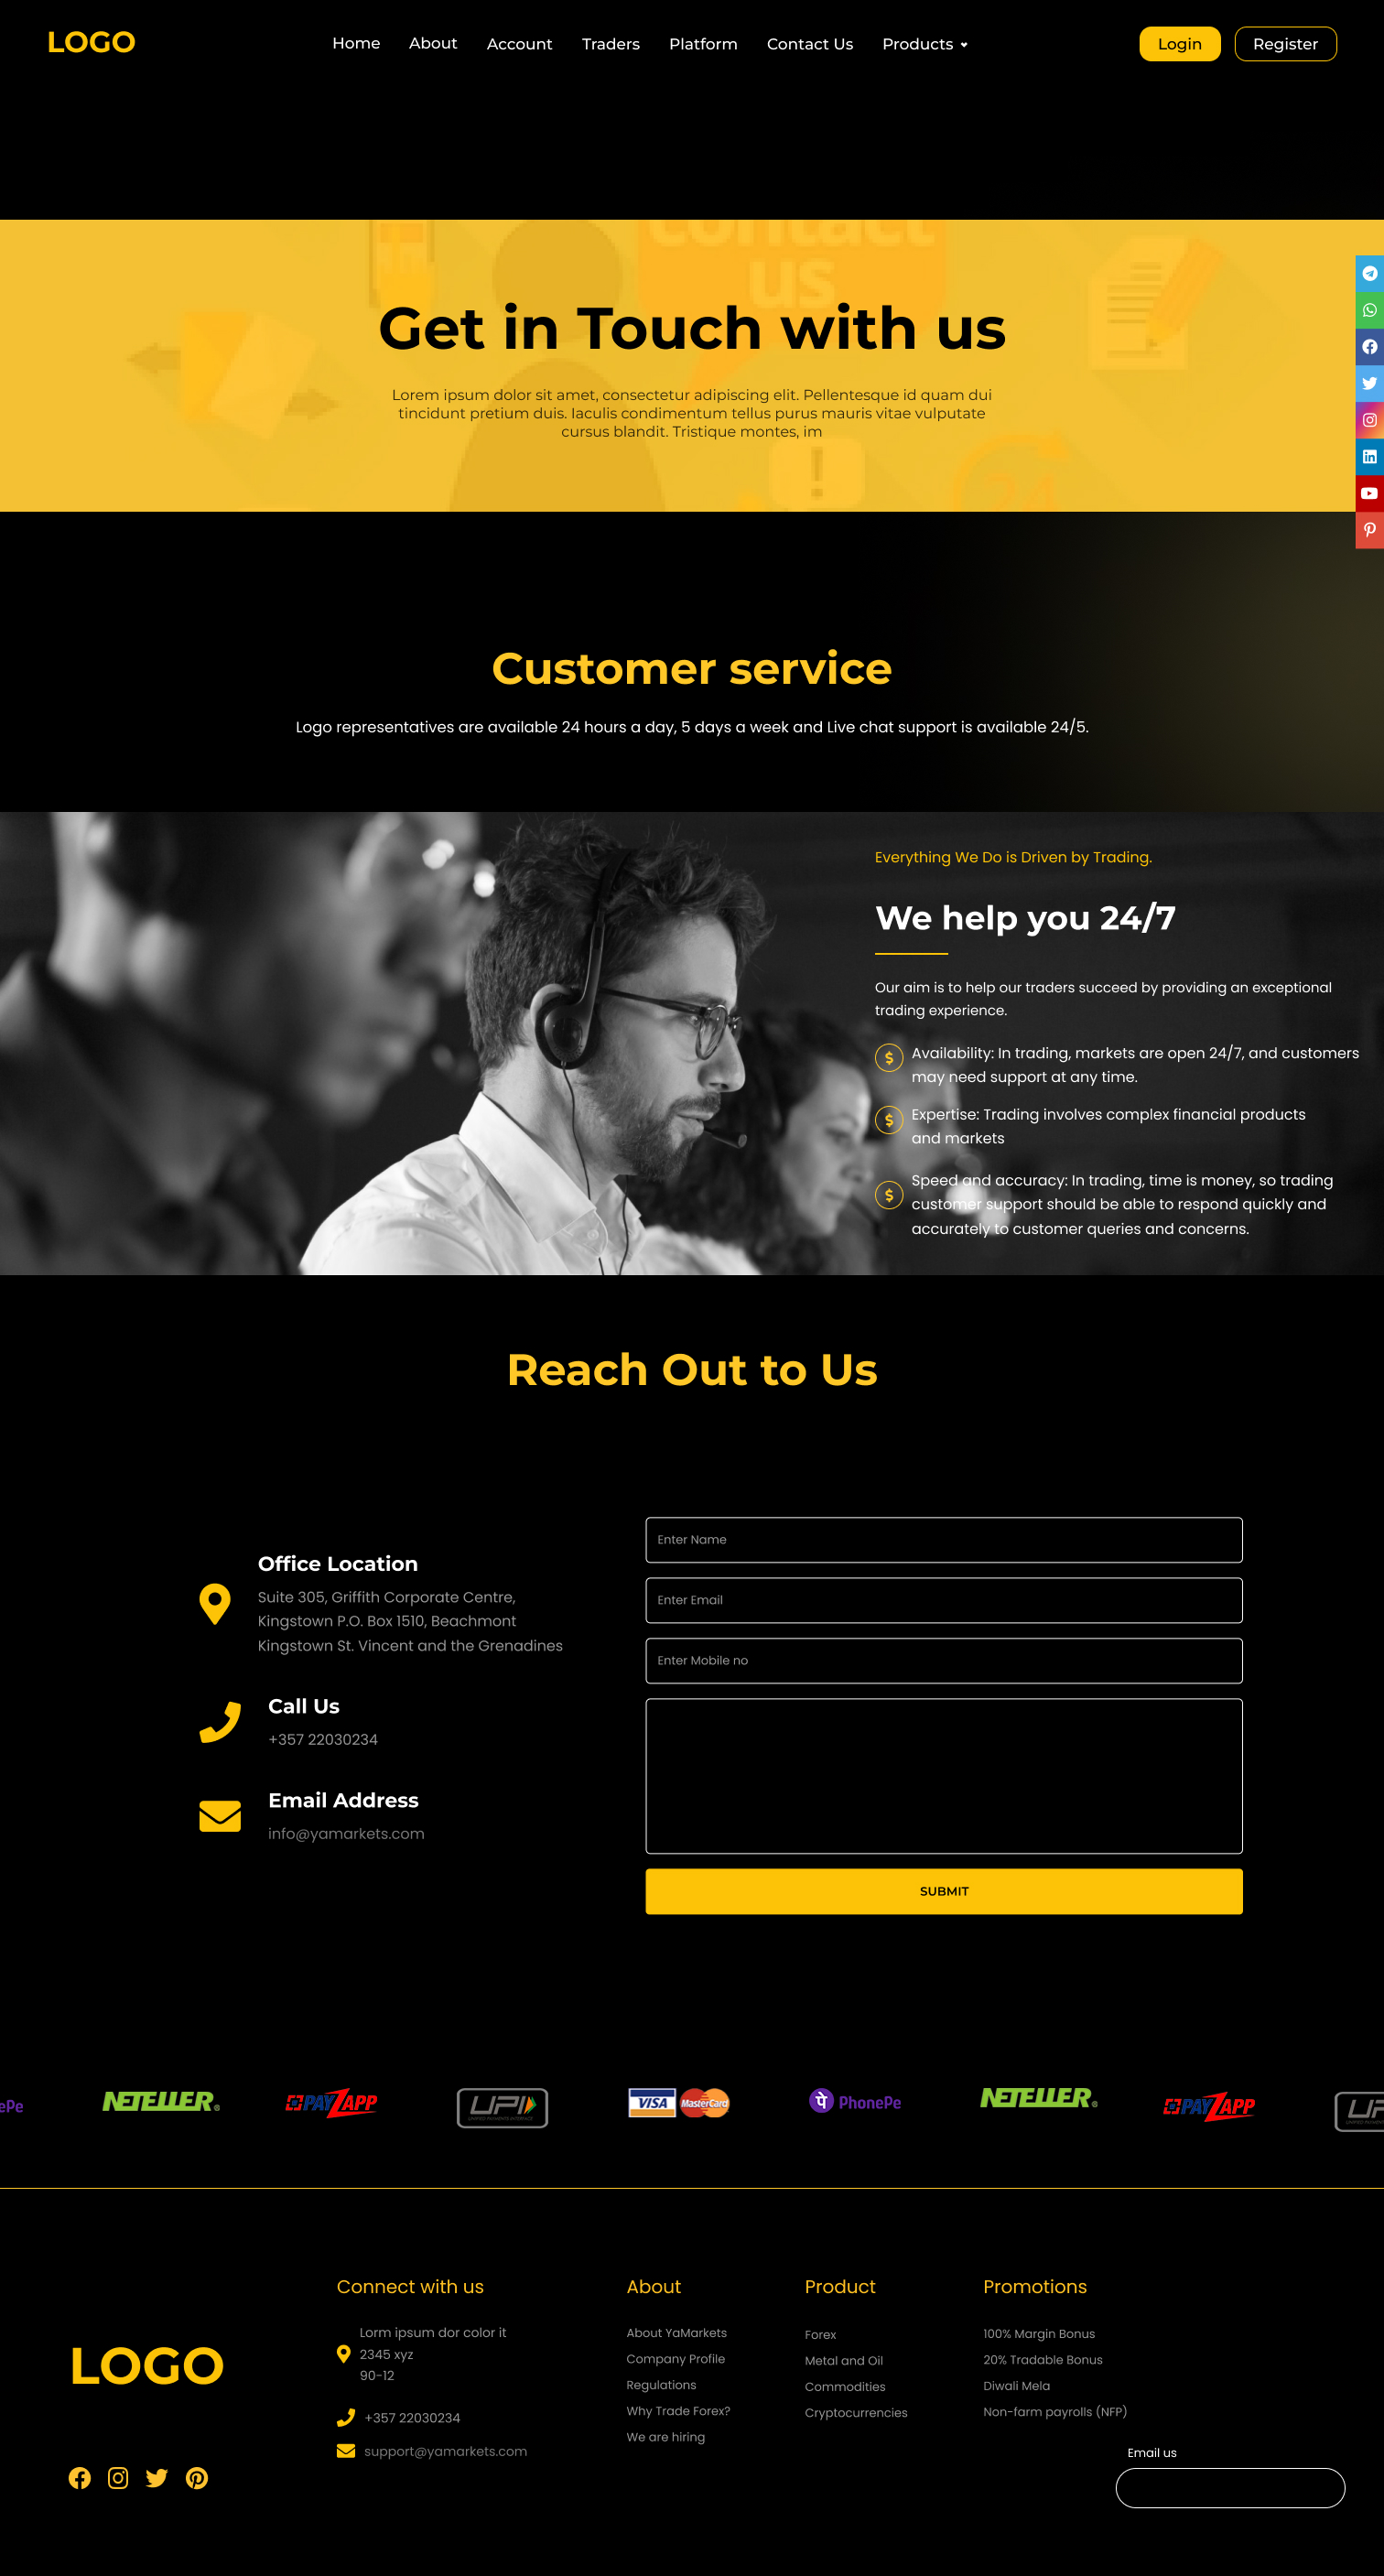 LOGO
Home About Account Traders Platform Contact Us Products
Login
Register
contact
us
Get in Touch with us
Lorem ipsum dolor sit amet, consectetur adipiscing elit. Pellentesque id quam dui
tincidunt pretium duis. Iaculis condimentum tellus purus mauris vitae vulputate
cursus blandit. Tristique montes, im
24
Customer service
Logo representatives are available 24 hours a day, 5 days a week and Live chat support is available 24/5.
Everything We Do is Driven by Trading.
We help you 24/7
Our aim is to help our traders succeed by providing an exceptional
trading experience.
Availability: In trading, markets are open 24/7, and customers
may need support at any time.
Expertise: Trading involves complex financial products
and markets
Speed and accuracy: In trading, time is money, so trading
customer support should be able to respond quickly and
accurately to customer queries and concerns.
Reach Out to Us
Office Location
Suite 305, Griffith Corporate Centre,
Kingstown P.O. Box 1510, Beachmont
Kingstown St. Vincent and the Grenadines
Call Us
+357 22030234
Email Address
info@yamarkets.com
Enter Name
Enter Email
Enter Mobile no
SUBMIT
ePe
NETELLER®
PAYZAPP
UPI
UNIFIED PAYMENTS INTERFACE
VISA
MasterCard
पे PhonePe
NETELLER®
PAYZAPP
UP
LOGO
Connect with us
Lorm ipsum dor color it
2345 xyz
90-12
+357 22030234
support@yamarkets.com
About
About YaMarkets
Company Profile
Regulations
Why Trade Forex?
We are hiring
Product
Forex
Metal and Oil
Commodities
Cryptocurrencies
Promotions
100% Margin Bonus
20% Tradable Bonus
Diwali Mela
Non-farm payrolls (NFP)
Email us